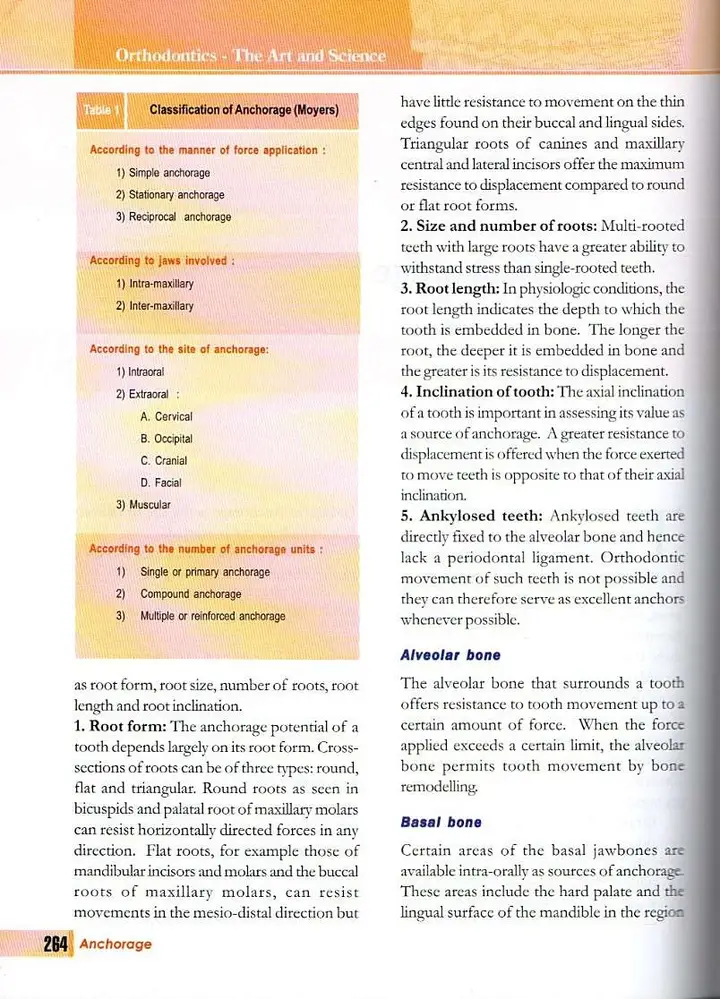 Orthodontics - The Art and Science
Table 1
Classification of Anchorage (Moyers)
According to the manner of force application :
1) Simple anchorage
2) Stationary anchorage
3) Reciprocal anchorage
According to jaws involved :
1) Intra-maxillary
2) Inter-maxillary
According to the site of anchorage:
1) Intraoral
2) Extraoral :
A. Cervical
B. Occipital
C. Cranial
D. Facial
3) Muscular
According to the number of anchorage units :
1) Single or primary anchorage
2) Compound anchorage
3) Multiple or reinforced anchorage
as root form, root size, number of roots, root
length and root inclination.
1. Root form: The anchorage potential of a
tooth depends largely on its root form. Cross-
sections of roots can be of three types: round,
flat and triangular. Round roots as seen in
bicuspids and palatal root of maxillary molars
can resist horizontally directed forces in any
direction. Flat roots, for example those of
mandibular incisors and molars and the buccal
roots of maxillary molars, can resist
movements in the mesio-distal direction but
have little resistance to movement on the thin
edges found on their buccal and lingual sides.
Triangular roots of canines and maxillary
central and lateral incisors offer the maximum
resistance to displacement compared to round
or flat root forms.
2. Size and number of roots: Multi-rooted
teeth with large roots have a greater ability to
withstand stress than single-rooted teeth.
3. Root length: In physiologic conditions, the
root length indicates the depth to which the
tooth is embedded in bone. The longer the
root, the deeper it is embedded in bone and
the greater is its resistance to displacement.
4. Inclination of tooth: The axial inclination
of a tooth is important in assessing its value as
a source of anchorage. A greater resistance to
displacement is offered when the force exerted
to move teeth is opposite to that of their axial
inclination.
5. Ankylosed teeth: Ankylosed teeth are
directly fixed to the alveolar bone and hence
lack a periodontal ligament. Orthodontic
movement of such teeth is not possible and
they can therefore serve as excellent anchors
whenever possible.
Alveolar bone
The alveolar bone that surrounds a tooth
offers resistance to tooth movement up to a
certain amount of force. When the force
applied exceeds a certain limit, the alveolar
bone permits tooth movement by bone
remodelling.
Basal bone
Certain areas of the basal jawbones are
available intra-orally as sources of anchorage.
These areas include the hard palate and the
lingual surface of the mandible in the region
264 Anchorage